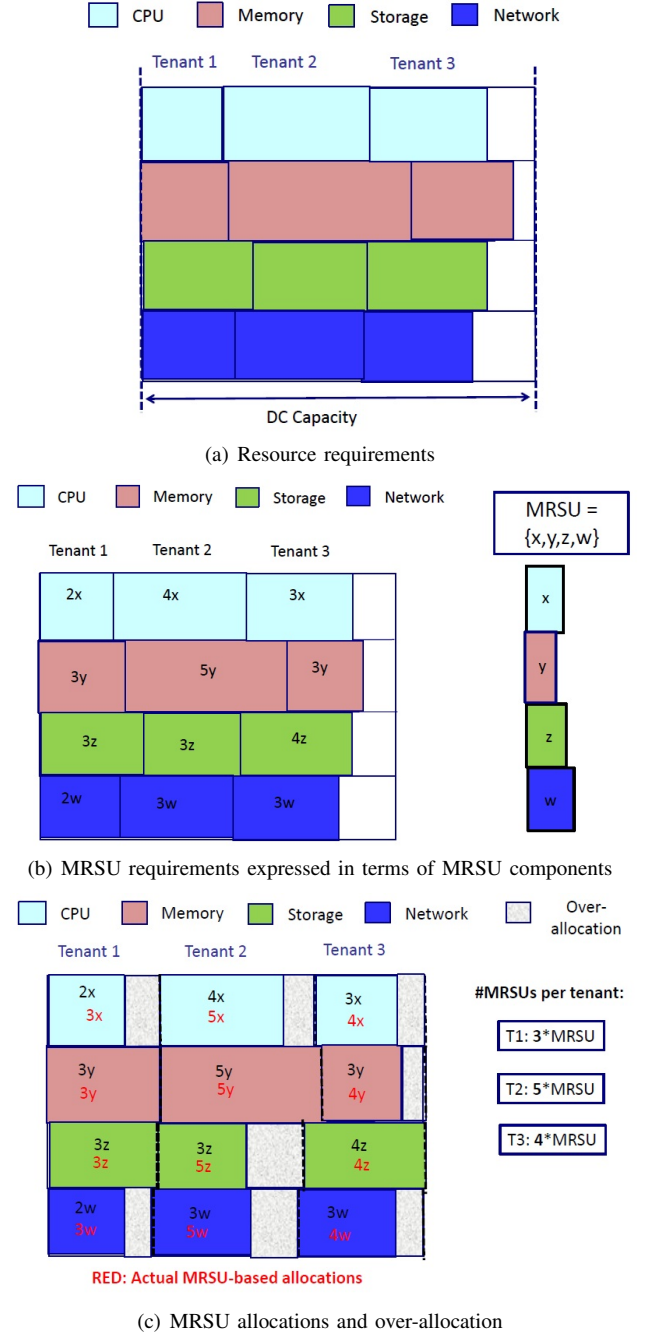 CPU Memory Storage Network
Tenant 1 Tenant 2 Tenant 3
DC Capacity
(a) Resource requirements
CPU Memory Storage Network
MRSU =
{x,y,z,w}
Tenant 1 Tenant 2 Tenant 3
2x 4x 3x
x
3y 5y 3y
y
3z 3z 4z
z
2w 3w 3w
w
(b) MRSU requirements expressed in terms of MRSU components
CPU Memory Storage Network Over-
allocation
Tenant 1 Tenant 2 Tenant 3
#MRSUs per tenant:
2x 4x 3x
3x 5x 4x
T1: 3*MRSU
3y 5y 3y
3y 5y 4y
T2: 5*MRSU
3z 3z 4z
3z 5z 4z
T3: 4*MRSU
2w 3w 3w
3w 5w 4w
RED: Actual MRSU-based allocations
(c) MRSU allocations and over-allocation